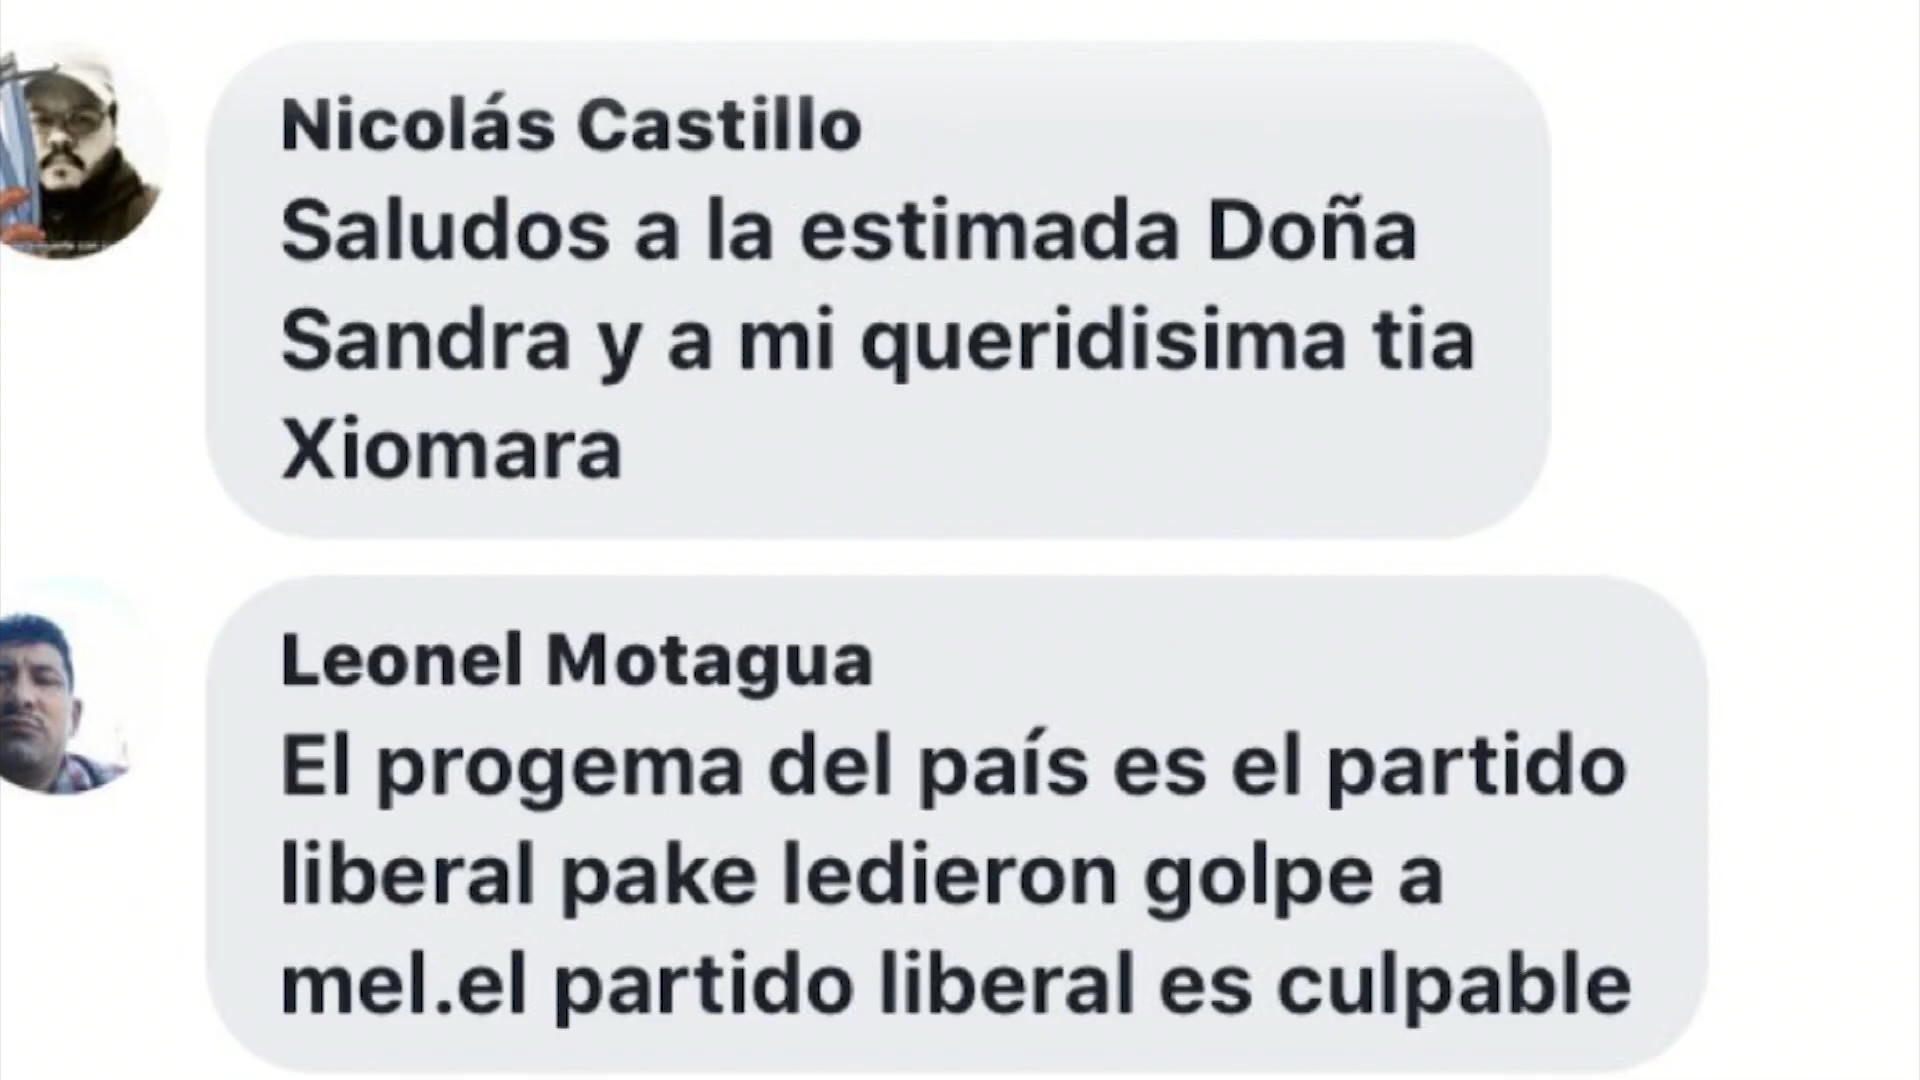 Nicolás Castillo
Saludos a la estimada Doña
Sandra y a mi queridisima tia
Xiomara
Leonel Motagua
El progema del país es el partido
liberal pake ledieron golpe a
mel.el partido liberal es culpable